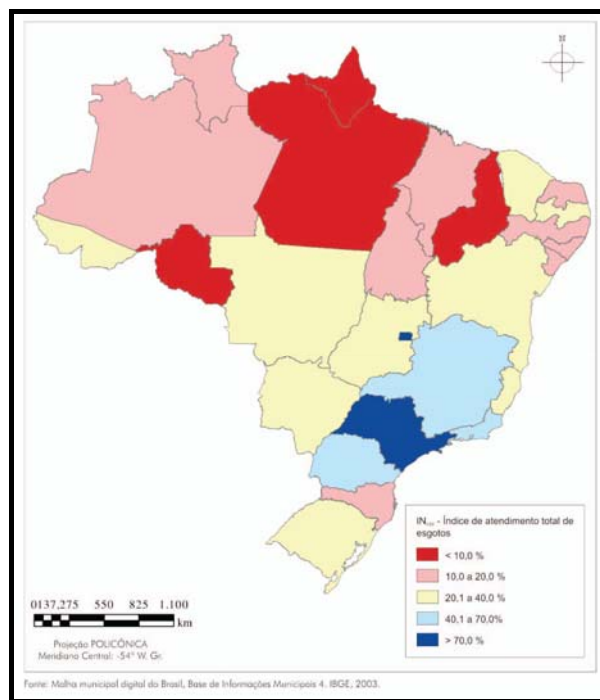 N
IN₀₅₆ - Índice de atendimento total de
esgotos
< 10,0 %
10,0 a 20,0 %
20,1 a 40,0 %
40,1 a 70,0%
> 70,0 %
0137,275 550 825 1.100
km
Projeção POLICÔNICA
Meridiano Central: -54° W. Gr.
Fonte: Malha municipal digital do Brasil, Base de Informações Municipais 4. IBGE, 2003.